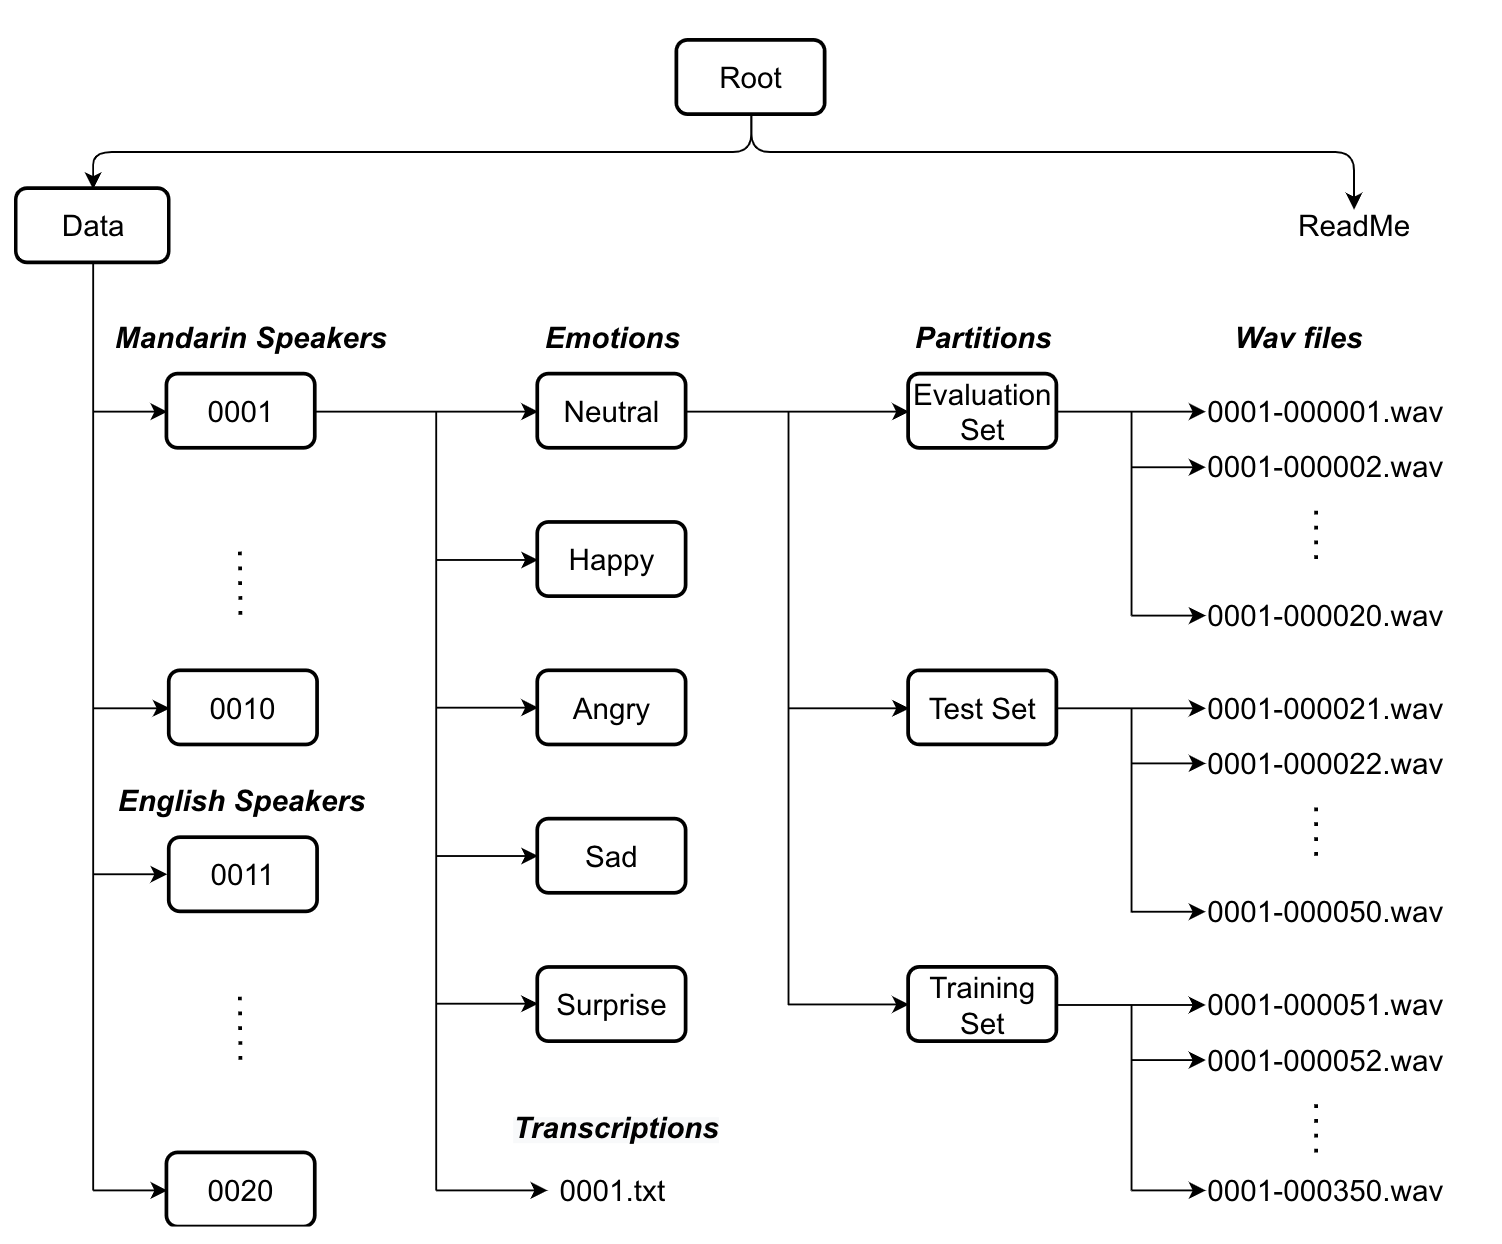 Root
Data
ReadMe
Mandarin Speakers
Emotions
Partitions
Wav files
0001
Neutral
Evaluation
Set
0001-000001.wav
0001-000002.wav
Happy
0001-000020.wav
0010
Angry
Test Set
0001-000021.wav
0001-000022.wav
English Speakers
0011
Sad
0001-000050.wav
Surprise
Training
Set
0001-000051.wav
0001-000052.wav
Transcriptions
0020
0001.txt
0001-000350.wav